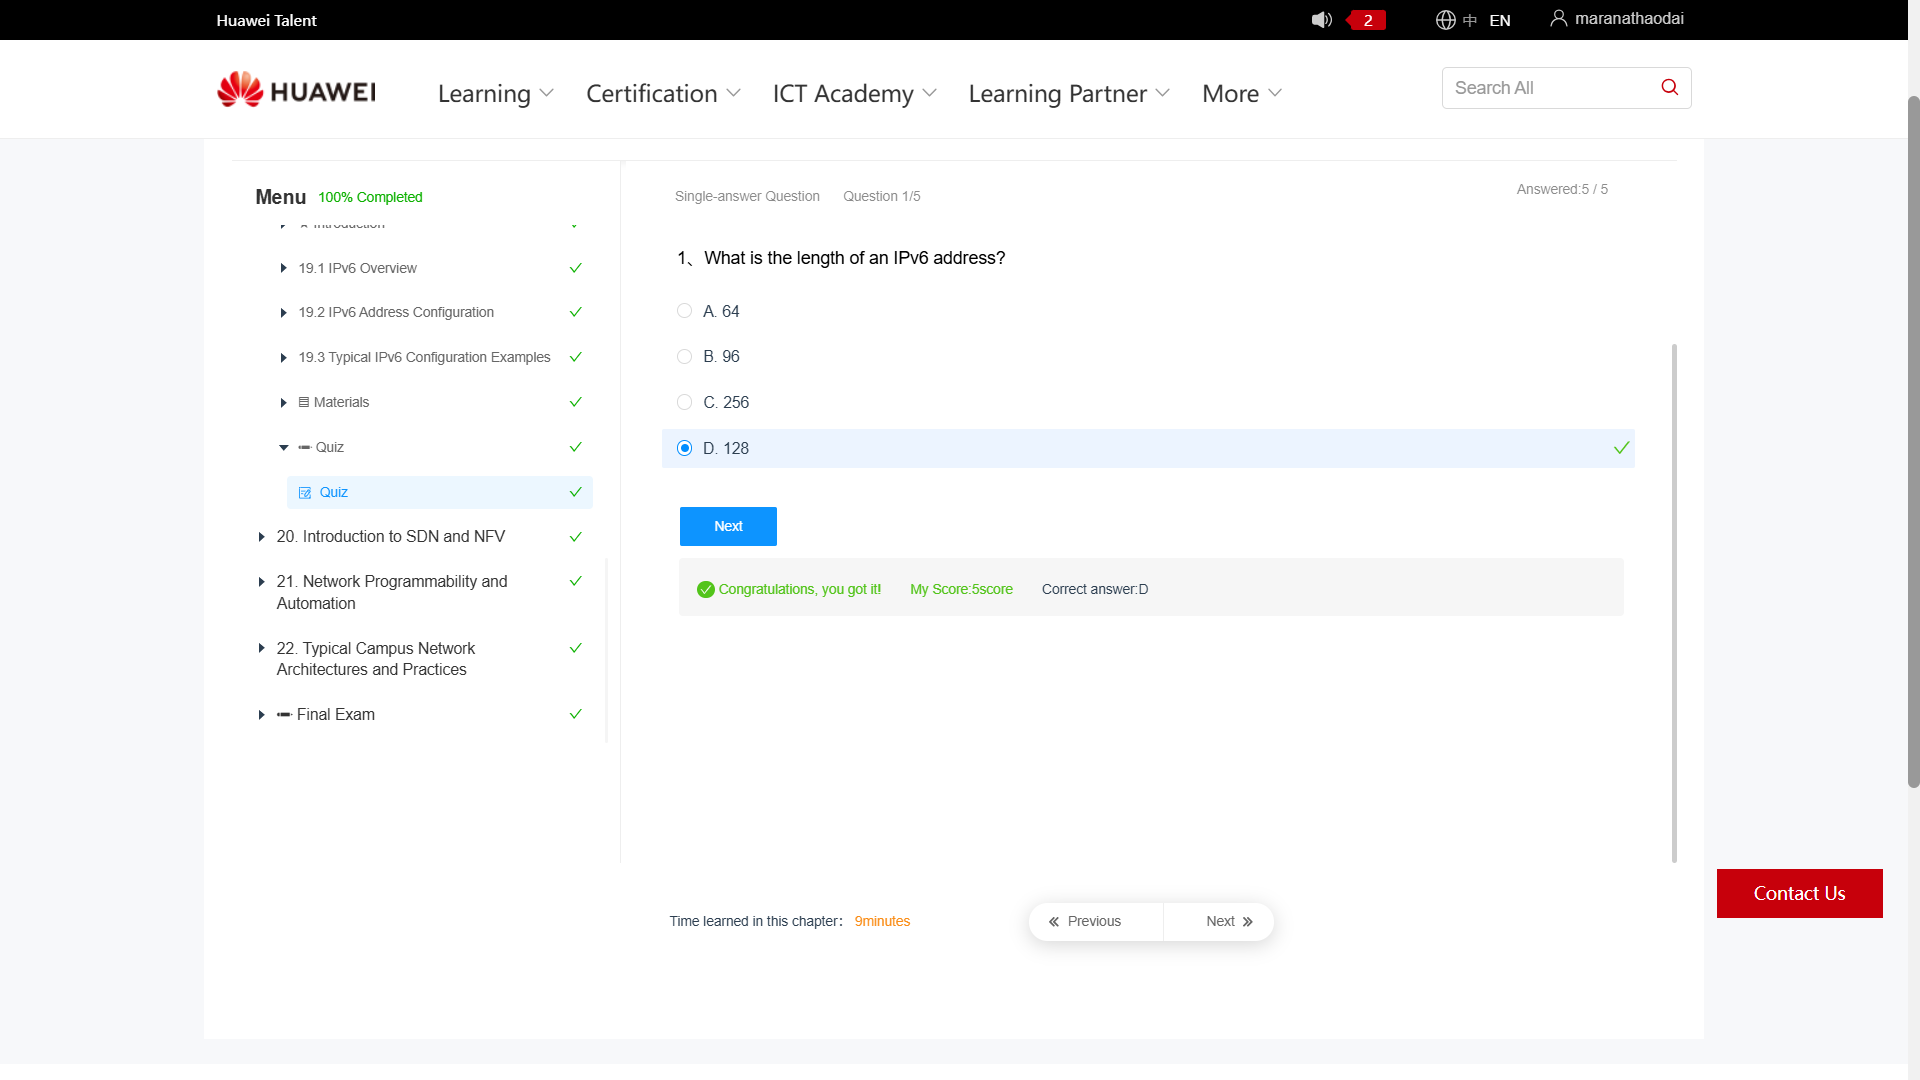 Huawei Talent
2
中 EN
maranathaodai
HUAWEI
Learning
Certification
ICT Academy
Learning Partner
More
Search All
Menu 100% Completed
Introduction
19.1 IPv6 Overview
19.2 IPv6 Address Configuration
19.3 Typical IPv6 Configuration Examples
Materials
Quiz
Quiz
20. Introduction to SDN and NFV
21. Network Programmability and
Automation
22. Typical Campus Network
Architectures and Practices
Final Exam
Single-answer Question Question 1/5
Answered:5 / 5
1、What is the length of an IPv6 address?
A. 64
B. 96
C. 256
D. 128
Next
Congratulations, you got it! My Score:5score Correct answer:D
Time learned in this chapter： 9minutes
Previous
Next
Contact Us